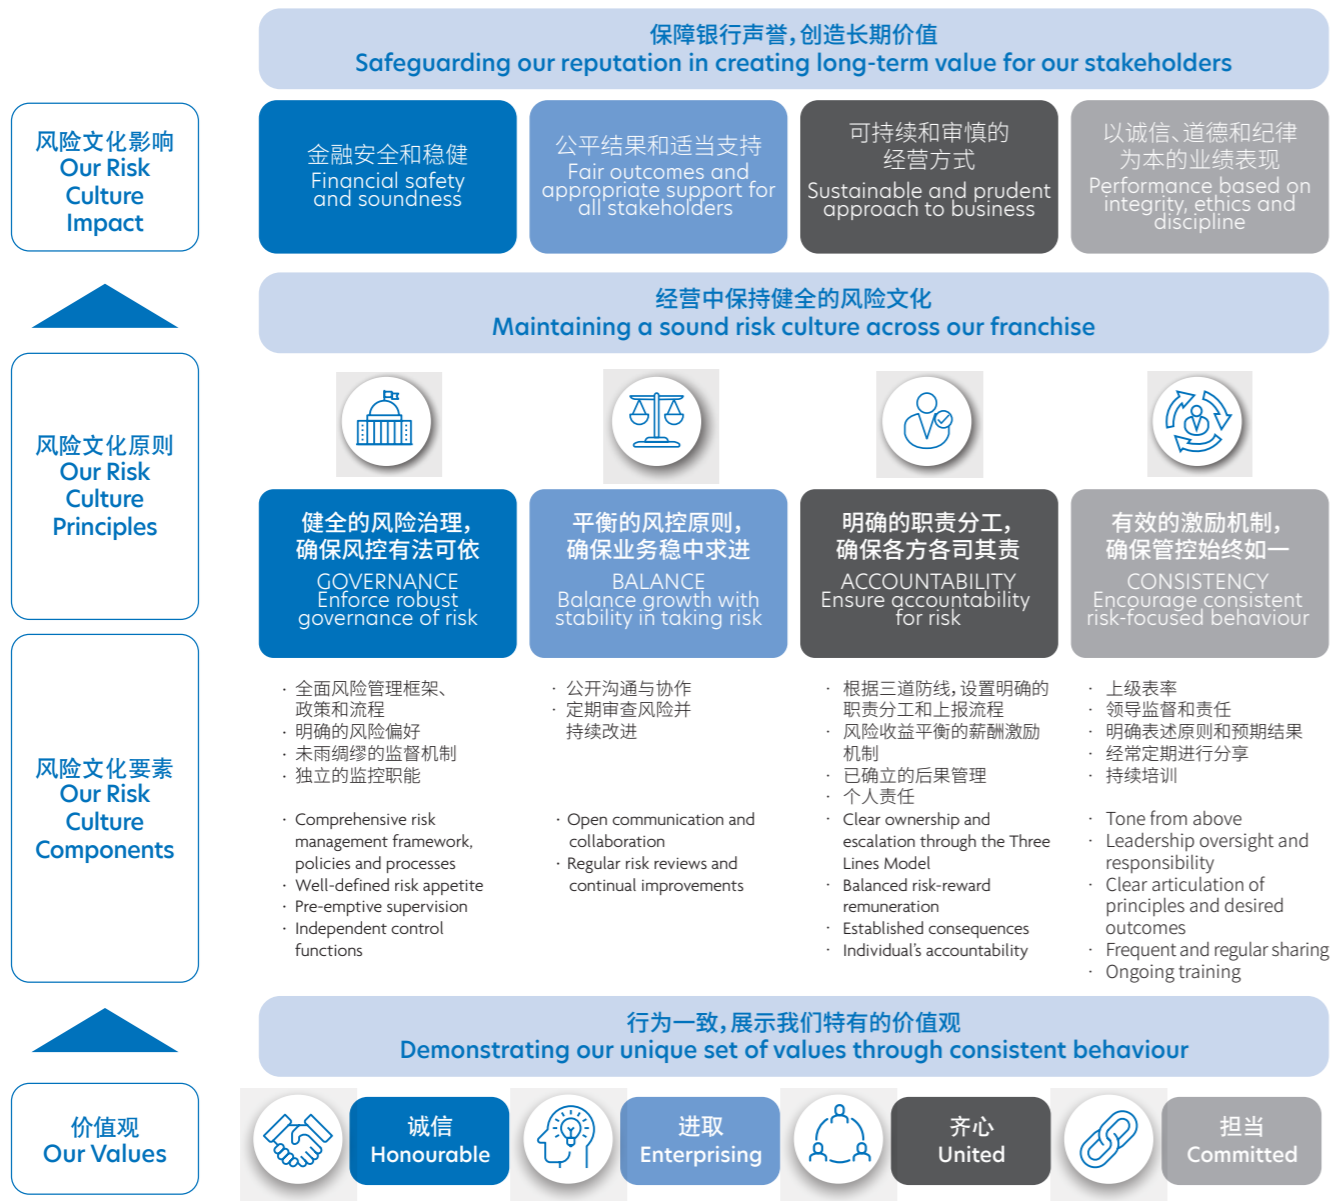 保障银行声誉，创造长期价值
Safeguarding our reputation in creating long-term value for our stakeholders
风险文化影响
Our Risk
Culture
Impact
金融安全和稳健
Financial safety
and soundness
公平结果和适当支持
Fair outcomes and
appropriate support for
all stakeholders
可持续和审慎的
经营方式
Sustainable and prudent
approach to business
以诚信、道德和纪律
为本的业绩表现
Performance based on
integrity, ethics and
discipline
经营中保持健全的风险文化
Maintaining a sound risk culture across our franchise
风险文化原则
Our Risk
Culture
Principles
健全的风险治理，
确保风控有法可依
GOVERNANCE
Enforce robust
governance of risk
平衡的风控原则，
确保业务稳中求进
BALANCE
Balance growth with
stability in taking risk
明确的职责分工，
确保各方各司其责
ACCOUNTABILITY
Ensure accountability
for risk
有效的激励机制，
确保管控始终如一
CONSISTENCY
Encourage consistent
risk-focused behaviour
风险文化要素
Our Risk
Culture
Components
· 全面风险管理框架、
政策和流程
· 明确的风险偏好
· 未雨绸缪的监督机制
· 独立的监控职能
· Comprehensive risk
management framework,
policies and processes
· Well-defined risk appetite
· Pre-emptive supervision
· Independent control
functions
· 公开沟通与协作
· 定期审查风险并
持续改进
· Open communication and
collaboration
· Regular risk reviews and
continual improvements
· 根据三道防线，设置明确的
职责分工和上报流程
· 风险收益平衡的薪酬激励
机制
· 已确立的后果管理
· 个人责任
· Clear ownership and
escalation through the Three
Lines Model
· Balanced risk-reward
remuneration
· Established consequences
· Individual's accountability
· 上级表率
· 领导监督和责任
· 明确表述原则和预期结果
· 经常定期进行分享
· 持续培训
· Tone from above
· Leadership oversight and
responsibility
· Clear articulation of
principles and desired
outcomes
· Frequent and regular sharing
· Ongoing training
行为一致，展示我们特有的价值观
Demonstrating our unique set of values through consistent behaviour
价值观
Our Values
诚信
Honourable
进取
Enterprising
齐心
United
担当
Committed